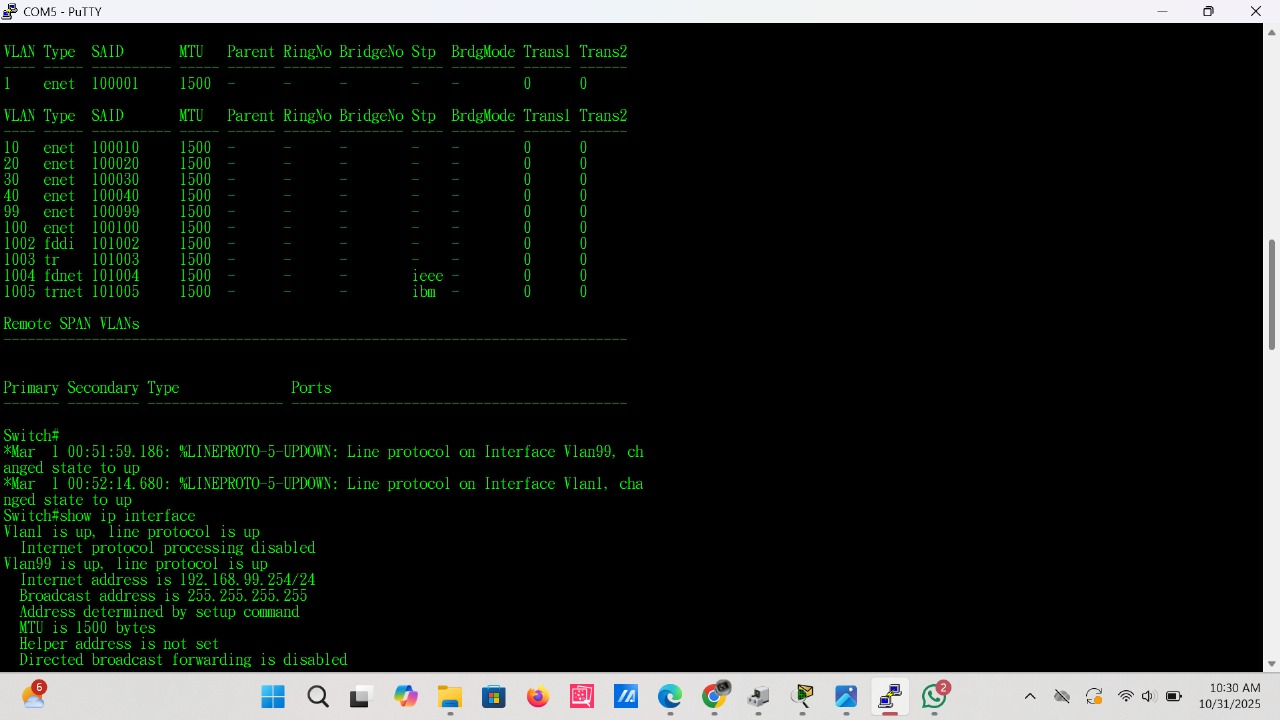 COM5 - PuTTY
VLAN Type  SAID       MTU   Parent RingNo BridgeNo Stp  BrdgMode Trans1 Trans2
---- ----- ---------- ----- ------ ------ -------- ---- -------- ------ ------
1    enet  100001     1500  -      -      -        -    -        0      0
VLAN Type  SAID       MTU   Parent RingNo BridgeNo Stp  BrdgMode Trans1 Trans2
---- ----- ---------- ----- ------ ------ -------- ---- -------- ------ ------
10   enet  100010     1500  -      -      -        -    -        0      0
20   enet  100020     1500  -      -      -        -    -        0      0
30   enet  100030     1500  -      -      -        -    -        0      0
40   enet  100040     1500  -      -      -        -    -        0      0
99   enet  100099     1500  -      -      -        -    -        0      0
100  enet  100100     1500  -      -      -        -    -        0      0
1002 fddi  101002     1500  -      -      -        -    -        0      0
1003 tr    101003     1500  -      -      -        -    -        0      0
1004 fdnet 101004     1500  -      -      -        ieee -        0      0
1005 trnet 101005     1500  -      -      -        ibm  -        0      0
Remote SPAN VLANs
------------------------------------------------------------------------------
Primary Secondary Type              Ports
------- --------- ----------------- ------------------------------------------
Switch#
*Mar  1 00:51:59.186: %LINEPROTO-5-UPDOWN: Line protocol on Interface Vlan99, ch
anged state to up
*Mar  1 00:52:14.680: %LINEPROTO-5-UPDOWN: Line protocol on Interface Vlan1, cha
nged state to up
Switch#show ip interface
Vlan1 is up, line protocol is up
  Internet protocol processing disabled
Vlan99 is up, line protocol is up
  Internet address is 192.168.99.254/24
  Broadcast address is 255.255.255.255
  Address determined by setup command
  MTU is 1500 bytes
  Helper address is not set
  Directed broadcast forwarding is disabled
6
2
10:30 AM
10/31/2025